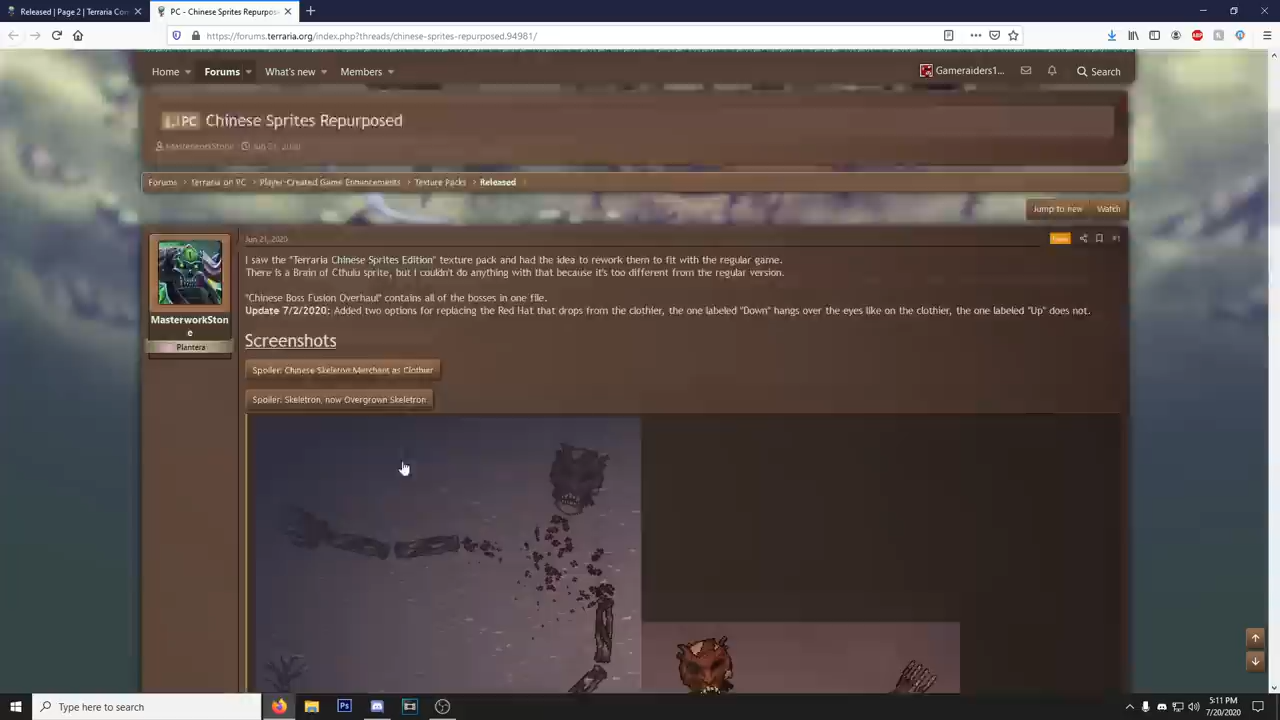 Released | Page 2 | Terraria Com
PC - Chinese Sprites Repurpos
https://forums.terraria.org/index.php?threads/chinese-sprites-repurposed.94981/
Home
Forums
What's new
Members
Gameraiders1...
Search
PC Chinese Sprites Repurposed
MasterworkStone
Jun 21, 2020
Forums
Terraria on PC
Player-Created Game Enhancements
Texture Packs
Released
Jump to new
Watch
Jun 21, 2020
#1
I saw the "Terraria Chinese Sprites Edition" texture pack and had the idea to rework them to fit with the regular game.
There is a Brain of Cthulu sprite, but I couldn't do anything with that because it's too different from the regular version.
"Chinese Boss Fusion Overhaul" contains all of the bosses in one file.
Update 7/2/2020: Added two options for replacing the Red Hat that drops from the clothier, the one labeled "Down" hangs over the eyes like on the clothier, the one labeled "Up" does not.
MasterworkSton
e
Plantera
Screenshots
Spoiler: Chinese Skeleton Merchant as Clothier
Spoiler: Skeletron, now Overgrown Skeletron
Type here to search
5:11 PM
7/20/2020